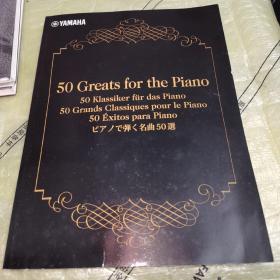 YAMAHA
50 Greats for the Piano
50 Klassiker für das Piano
50 Grands Classiques pour le Piano
50 Éxitos para Piano
ピアノで弾く名曲50選